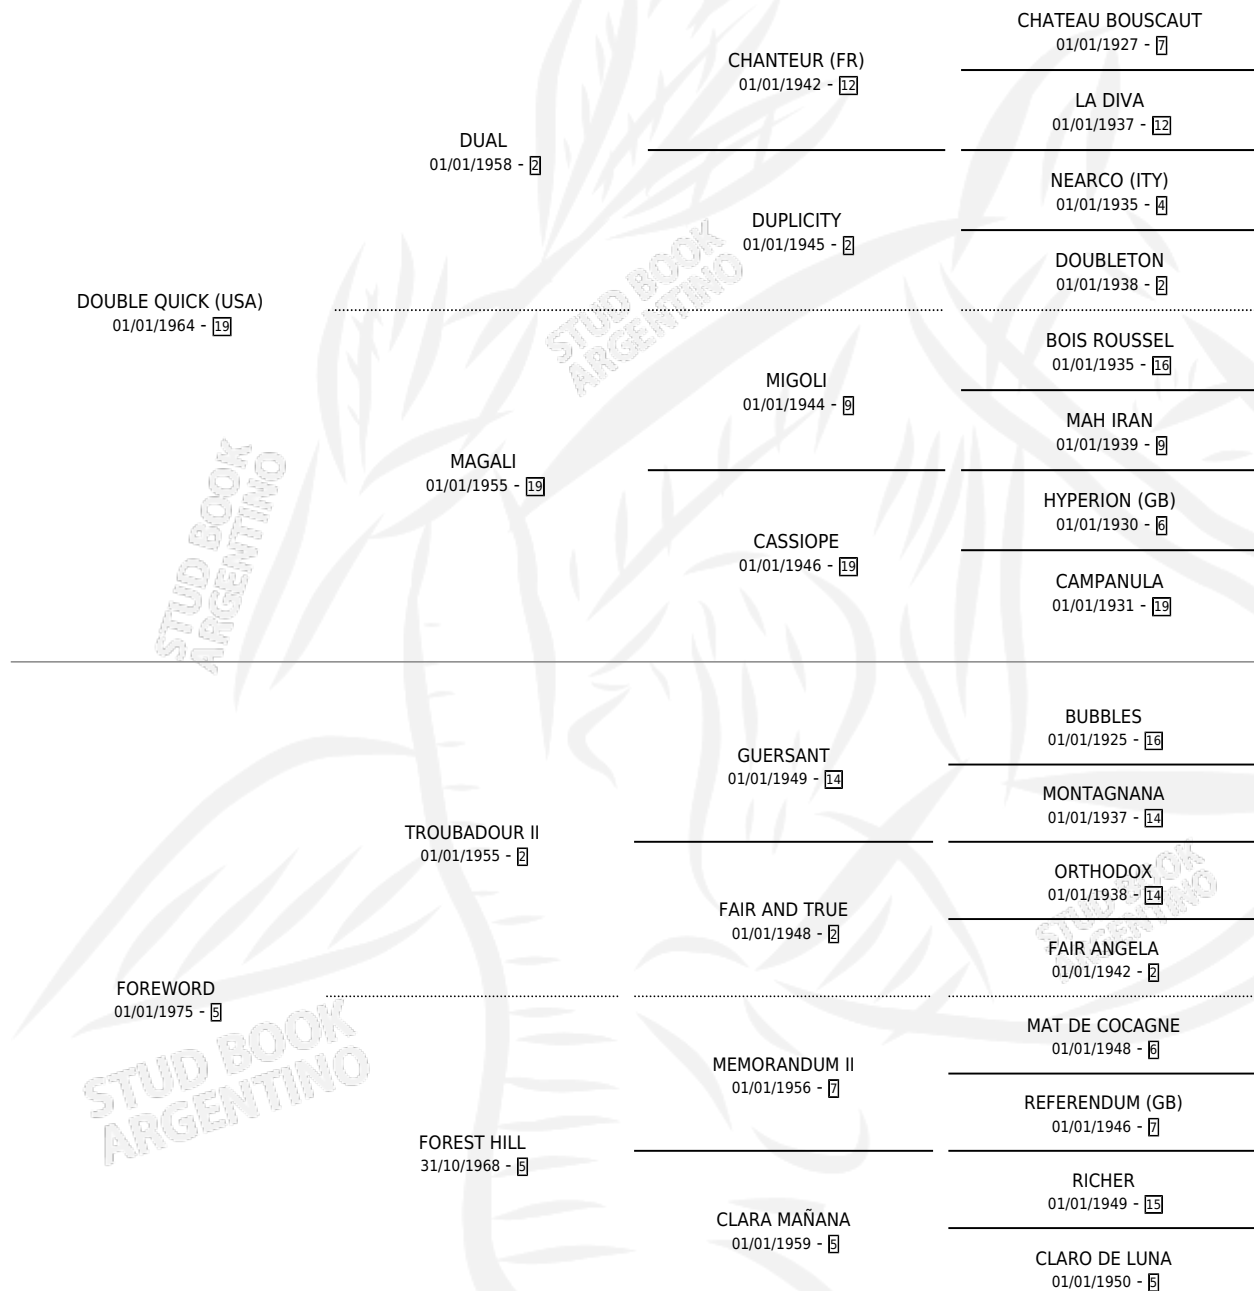 CHATEAU BOUSCAUT
01/01/1927 - 7
CHANTEUR (FR)
01/01/1942 - 12
LA DIVA
01/01/1937 - 12
DUAL
01/01/1958 - 2
NEARCO (ITY)
01/01/1935 - 4
DUPLICITY
01/01/1945 - 2
DOUBLETON
01/01/1938 - 2
DOUBLE QUICK (USA)
01/01/1964 - 19
BOIS ROUSSEL
01/01/1935 - 16
MIGOLI
01/01/1944 - 9
MAH IRAN
01/01/1939 - 9
MAGALI
01/01/1955 - 19
HYPERION (GB)
01/01/1930 - 6
CASSIOPE
01/01/1946 - 19
CAMPANULA
01/01/1931 - 19
BUBBLES
01/01/1925 - 16
GUERSANT
01/01/1949 - 14
MONTAGNANA
01/01/1937 - 14
TROUBADOUR II
01/01/1955 - 2
ORTHODOX
01/01/1938 - 14
FAIR AND TRUE
01/01/1948 - 2
FAIR ANGELA
01/01/1942 - 2
FOREWORD
01/01/1975 - 5
MAT DE COCAGNE
01/01/1948 - 6
MEMORANDUM II
01/01/1956 - 7
REFERENDUM (GB)
01/01/1946 - 7
FOREST HILL
31/10/1968 - 5
RICHER
01/01/1949 - 15
CLARA MAÑANA
01/01/1959 - 5
CLARO DE LUNA
01/01/1950 - 5
STUD BOOK
ARGENTINO
STUD BOOK
ARGENTINO
STUD BOOK
ARGENTINO
STUD BOOK
ARGENTINO